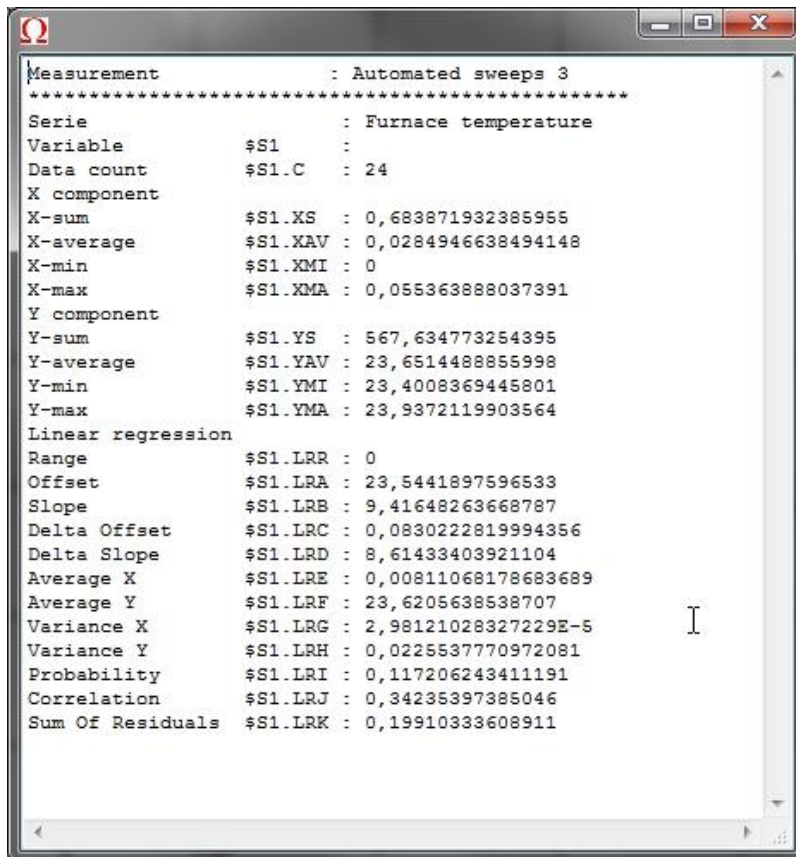 Ω
Measurement : Automated sweeps 3
**************************************************
Serie : Furnace temperature
Variable $S1 :
Data count $S1.C : 24
X component
X-sum $S1.XS : 0,683871932385955
X-average $S1.XAV : 0,0284946638494148
X-min $S1.XMI : 0
X-max $S1.XMA : 0,055363888037391
Y component
Y-sum $S1.YS : 567,634773254395
Y-average $S1.YAV : 23,6514488855998
Y-min $S1.YMI : 23,4008369445801
Y-max $S1.YMA : 23,9372119903564
Linear regression
Range $S1.LRR : 0
Offset $S1.LRA : 23,5441897596533
Slope $S1.LRB : 9,41648263668787
Delta Offset $S1.LRC : 0,0830222819994356
Delta Slope $S1.LRD : 8,61433403921104
Average X $S1.LRE : 0,00811068178683689
Average Y $S1.LRF : 23,6205638538707
Variance X $S1.LRG : 2,98121028327229E-5
Variance Y $S1.LRH : 0,0225537770972081
Probability $S1.LRI : 0,117206243411191
Correlation $S1.LRJ : 0,34235397385046
Sum Of Residuals $S1.LRK : 0,19910333608911